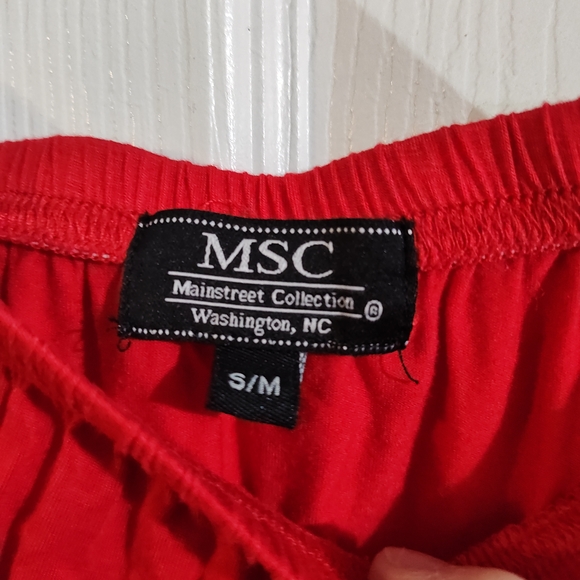 MSC
Mainstreet Collection ®
Washington, NC
S/M